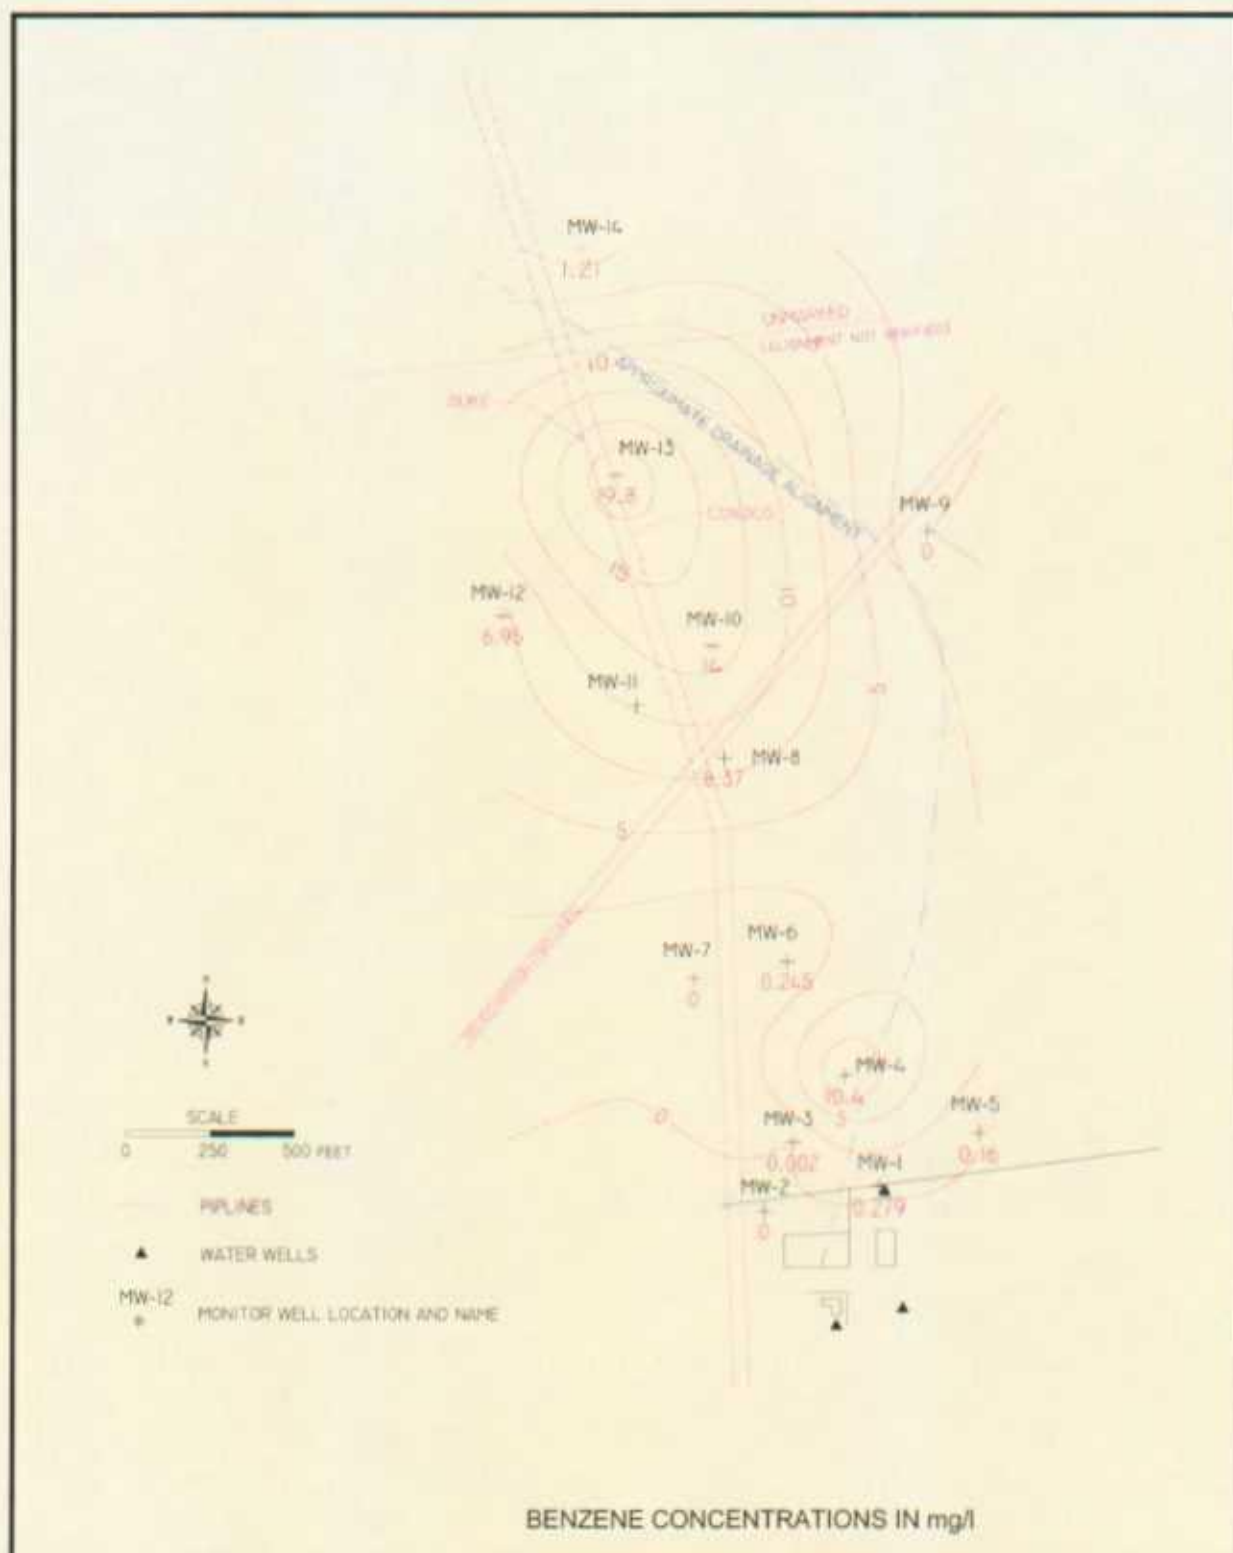 MW-14
1.21
UNMARKED
10
APPROXIMATE DRAINAGE ALIGNMENT
MW-13
19.8
CONOCO
MW-9
0
15
MW-12
6.95
10
MW-10
14
MW-11
5
MW-8
8.37
5
MW-6
MW-7
0.245
0
MW-4
10.4
5
MW-5
0.16
0
MW-3
0.002
MW-1
0.279
MW-2
0
SCALE
0 250 500 FEET
PIPLINES
WATER WELLS
MW-12
MONITOR WELL LOCATION AND NAME
BENZENE CONCENTRATIONS IN mg/l